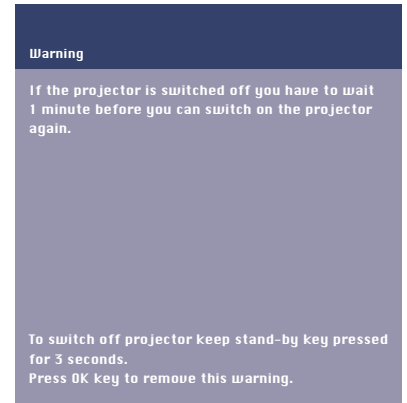 Warning
If the projector is switched off you have to wait
1 minute before you can switch on the projector
again.
To switch off projector keep stand-by key pressed
for 3 seconds.
Press OK key to remove this warning.